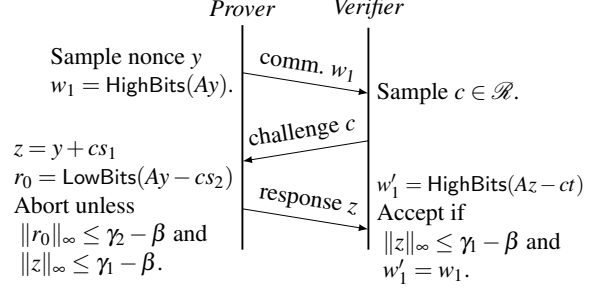 Prover Verifier
Sample nonce y
w₁ = HighBits(Ay).
comm. w₁
Sample c ∈ ℛ.
challenge c
z = y + cs₁
r₀ = LowBits(Ay − cs₂)
Abort unless
‖r₀‖∞ ≤ γ₂ − β and
‖z‖∞ ≤ γ₁ − β.
response z
w′₁ = HighBits(Az − ct)
Accept if
‖z‖∞ ≤ γ₁ − β and
w′₁ = w₁.